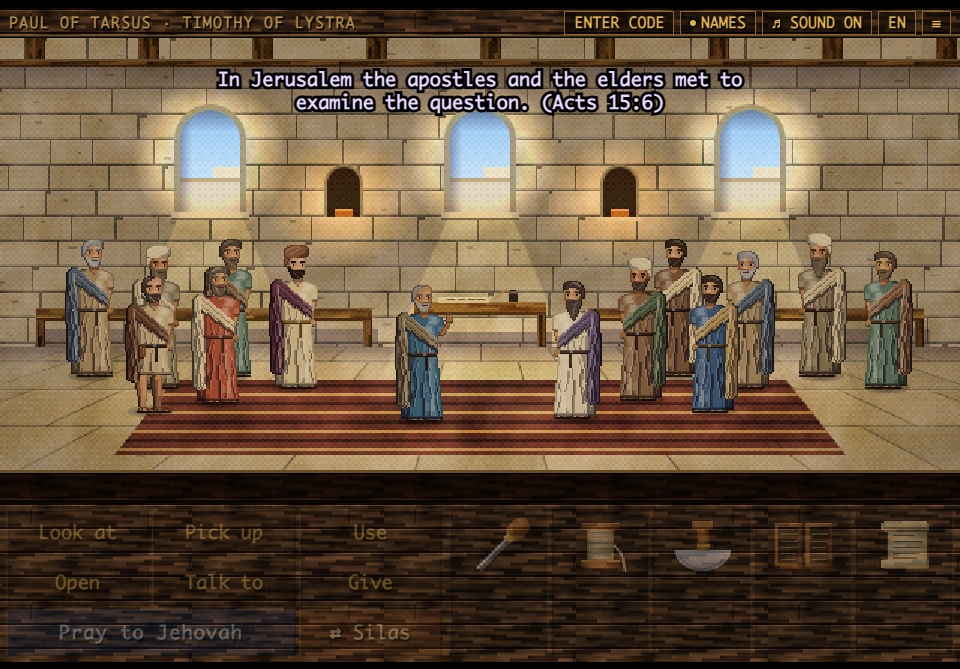 PAUL OF TARSUS · TIMOTHY OF LYSTRA
ENTER CODE
● NAMES
♬ SOUND ON
EN
≡
In Jerusalem the apostles and the elders met to
examine the question. (Acts 15:6)
Look at
Pick up
Use
Open
Talk to
Give
Pray to Jehovah
⇄ Silas